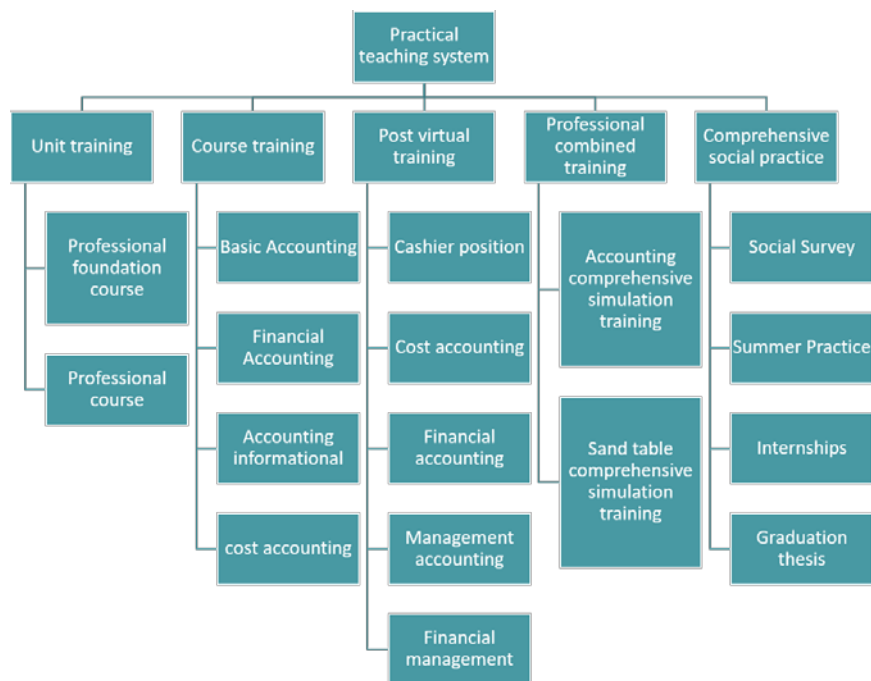 Practical
teaching system
Unit training
Course training
Post virtual
training
Professional
combined
training
Comprehensive
social practice
Professional
foundation
course
Professional
course
Basic Accounting
Financial
Accounting
Accounting
informational
cost accounting
Cashier position
Cost accounting
Financial
accounting
Management
accounting
Financial
management
Accounting
comprehensive
simulation
training
Sand table
comprehensive
simulation
training
Social Survey
Summer Practice
Internships
Graduation
thesis